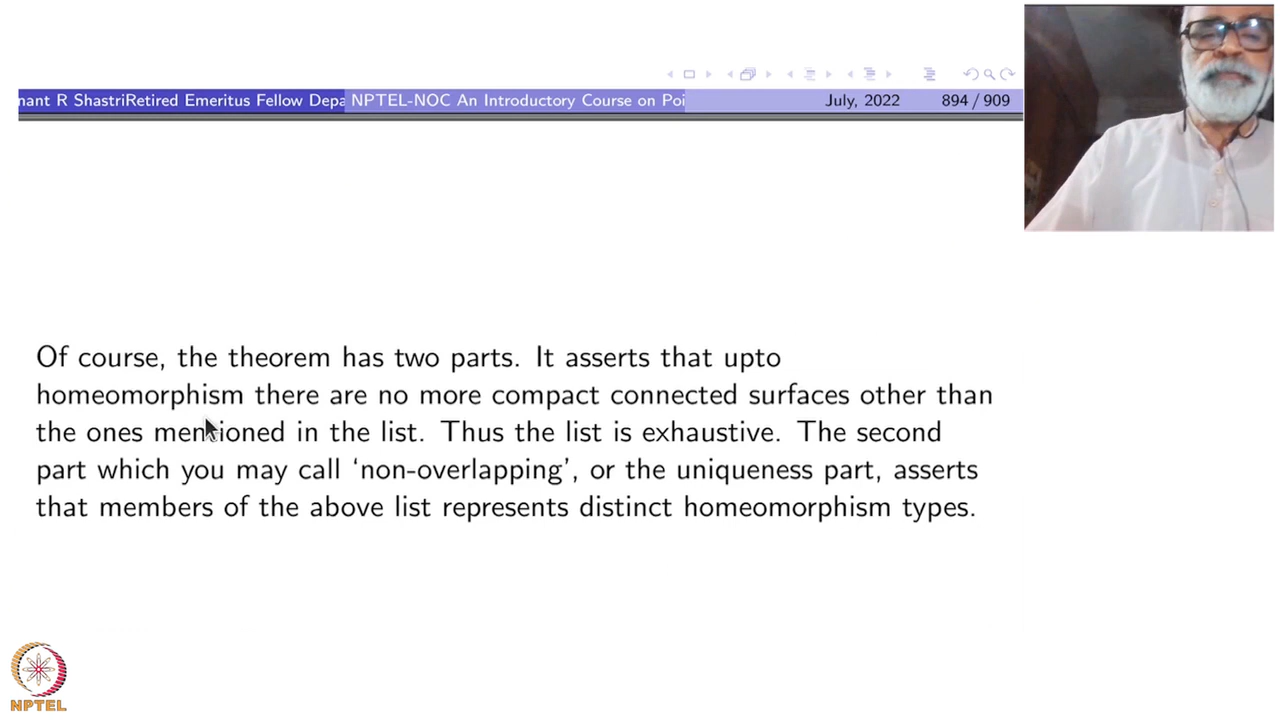 nant R ShastriRetired Emeritus Fellow Depa NPTEL-NOC An Introductory Course on Poi July, 2022 894 / 909
Of course, the theorem has two parts. It asserts that upto
homeomorphism there are no more compact connected surfaces other than
the ones mentioned in the list. Thus the list is exhaustive. The second
part which you may call ‘non-overlapping’, or the uniqueness part, asserts
that members of the above list represents distinct homeomorphism types.
NPTEL